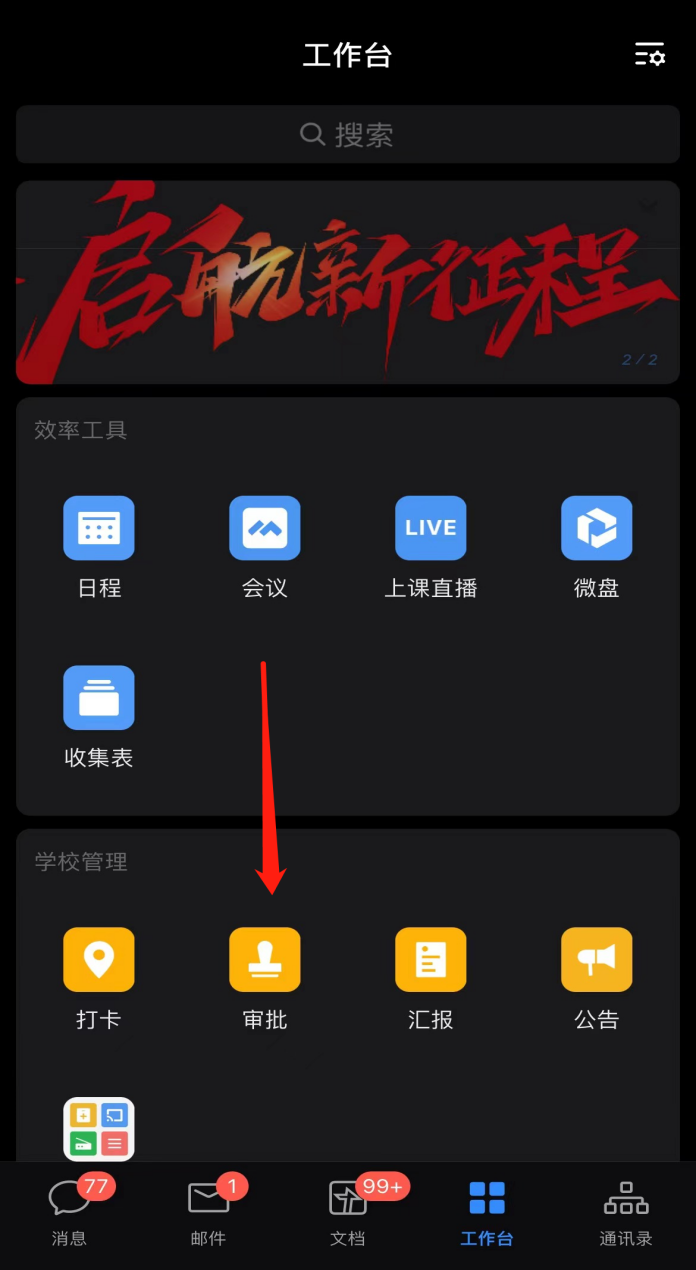 工作台
搜索
启航新征程
2/2
效率工具
LIVE
日程 会议 上课直播 微盘
收集表
学校管理
打卡 审批 汇报 公告
77 1 99+
消息 邮件 文档 工作台 通讯录